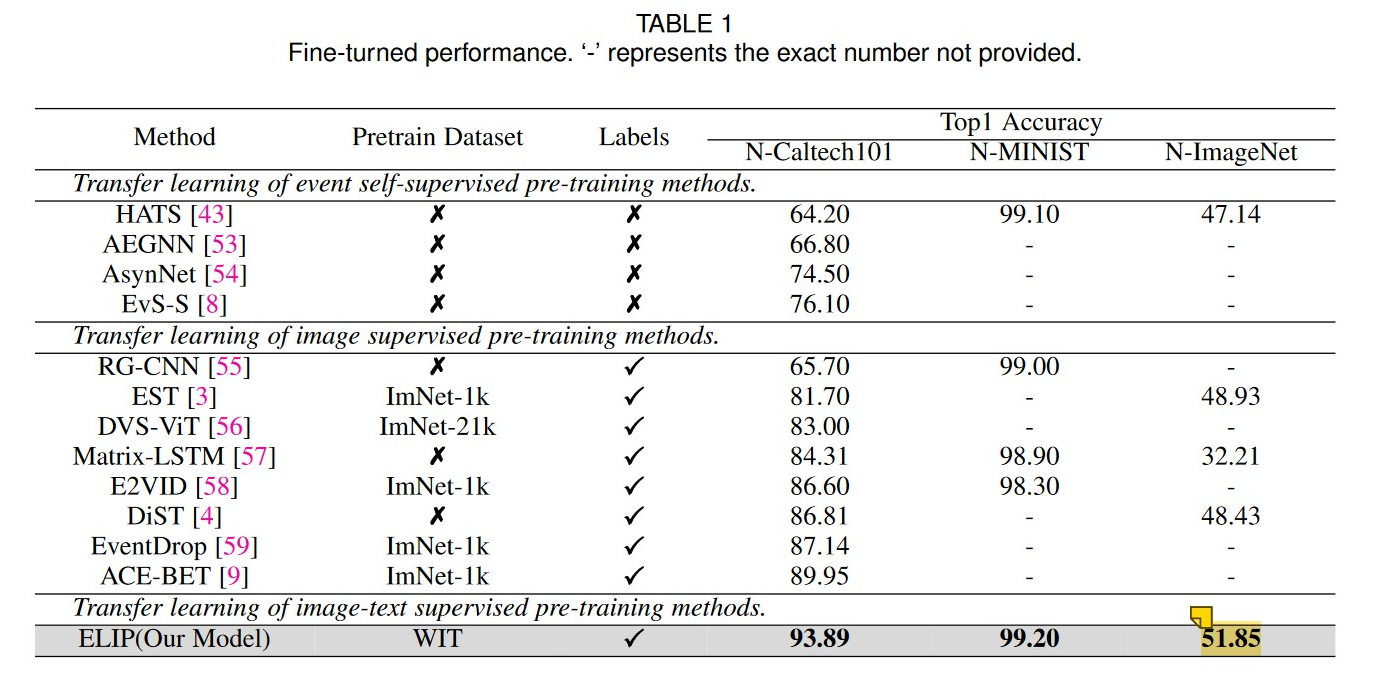 TABLE 1
Fine-turned performance. ‘-’ represents the exact number not provided.
Method Pretrain Dataset Labels Top1 Accuracy
N-Caltech101 N-MINIST N-ImageNet
Transfer learning of event self-supervised pre-training methods.
HATS [43] ✗ ✗ 64.20 99.10 47.14
AEGNN [53] ✗ ✗ 66.80 - -
AsynNet [54] ✗ ✗ 74.50 - -
EvS-S [8] ✗ ✗ 76.10 - -
Transfer learning of image supervised pre-training methods.
RG-CNN [55] ✗ ✓ 65.70 99.00 -
EST [3] ImNet-1k ✓ 81.70 - 48.93
DVS-ViT [56] ImNet-21k ✓ 83.00 - -
Matrix-LSTM [57] ✗ ✓ 84.31 98.90 32.21
E2VID [58] ImNet-1k ✓ 86.60 98.30 -
DiST [4] ✗ ✓ 86.81 - 48.43
EventDrop [59] ImNet-1k ✓ 87.14 - -
ACE-BET [9] ImNet-1k ✓ 89.95 - -
Transfer learning of image-text supervised pre-training methods.
ELIP(Our Model) WIT ✓ 93.89 99.20 51.85